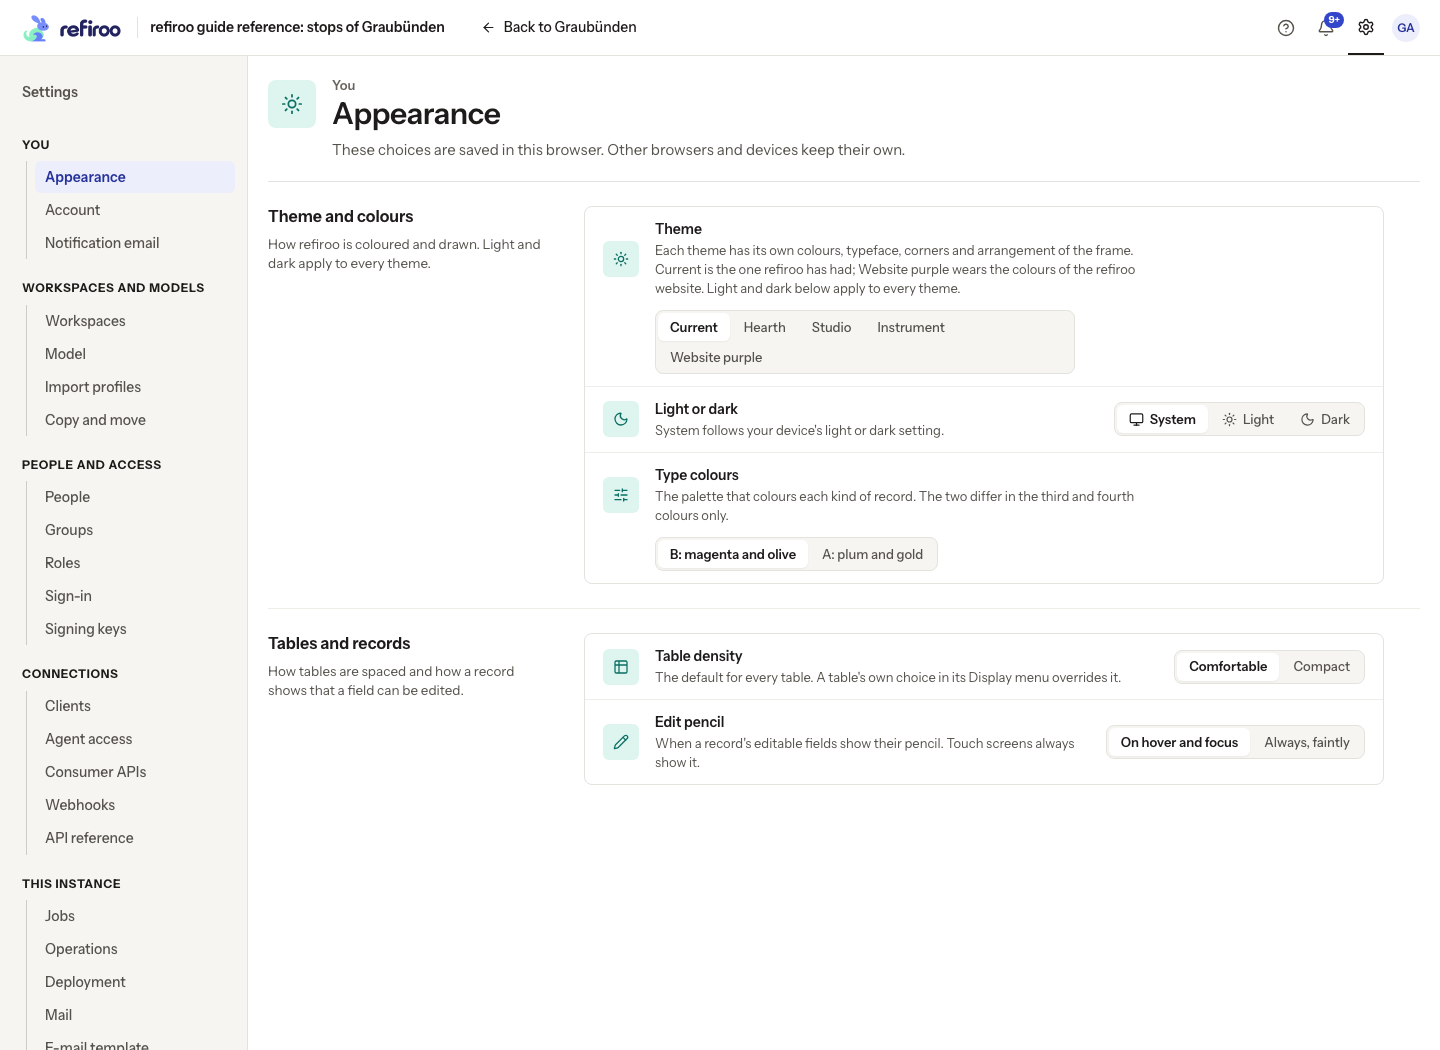 refiroo
refiroo guide reference: stops of Graubünden
Back to Graubünden
9+
GA
Settings
YOU
Appearance
Account
Notification email
WORKSPACES AND MODELS
Workspaces
Model
Import profiles
Copy and move
PEOPLE AND ACCESS
People
Groups
Roles
Sign-in
Signing keys
CONNECTIONS
Clients
Agent access
Consumer APIs
Webhooks
API reference
THIS INSTANCE
Jobs
Operations
Deployment
Mail
E-mail template
You
Appearance
These choices are saved in this browser. Other browsers and devices keep their own.
Theme and colours
How refiroo is coloured and drawn. Light and
dark apply to every theme.
Theme
Each theme has its own colours, typeface, corners and arrangement of the frame.
Current is the one refiroo has had; Website purple wears the colours of the refiroo
website. Light and dark below apply to every theme.
Current Hearth Studio Instrument
Website purple
Light or dark
System follows your device's light or dark setting.
System Light Dark
Type colours
The palette that colours each kind of record. The two differ in the third and fourth
colours only.
B: magenta and olive A: plum and gold
Tables and records
How tables are spaced and how a record
shows that a field can be edited.
Table density
The default for every table. A table's own choice in its Display menu overrides it.
Comfortable Compact
Edit pencil
When a record's editable fields show their pencil. Touch screens always
show it.
On hover and focus Always, faintly